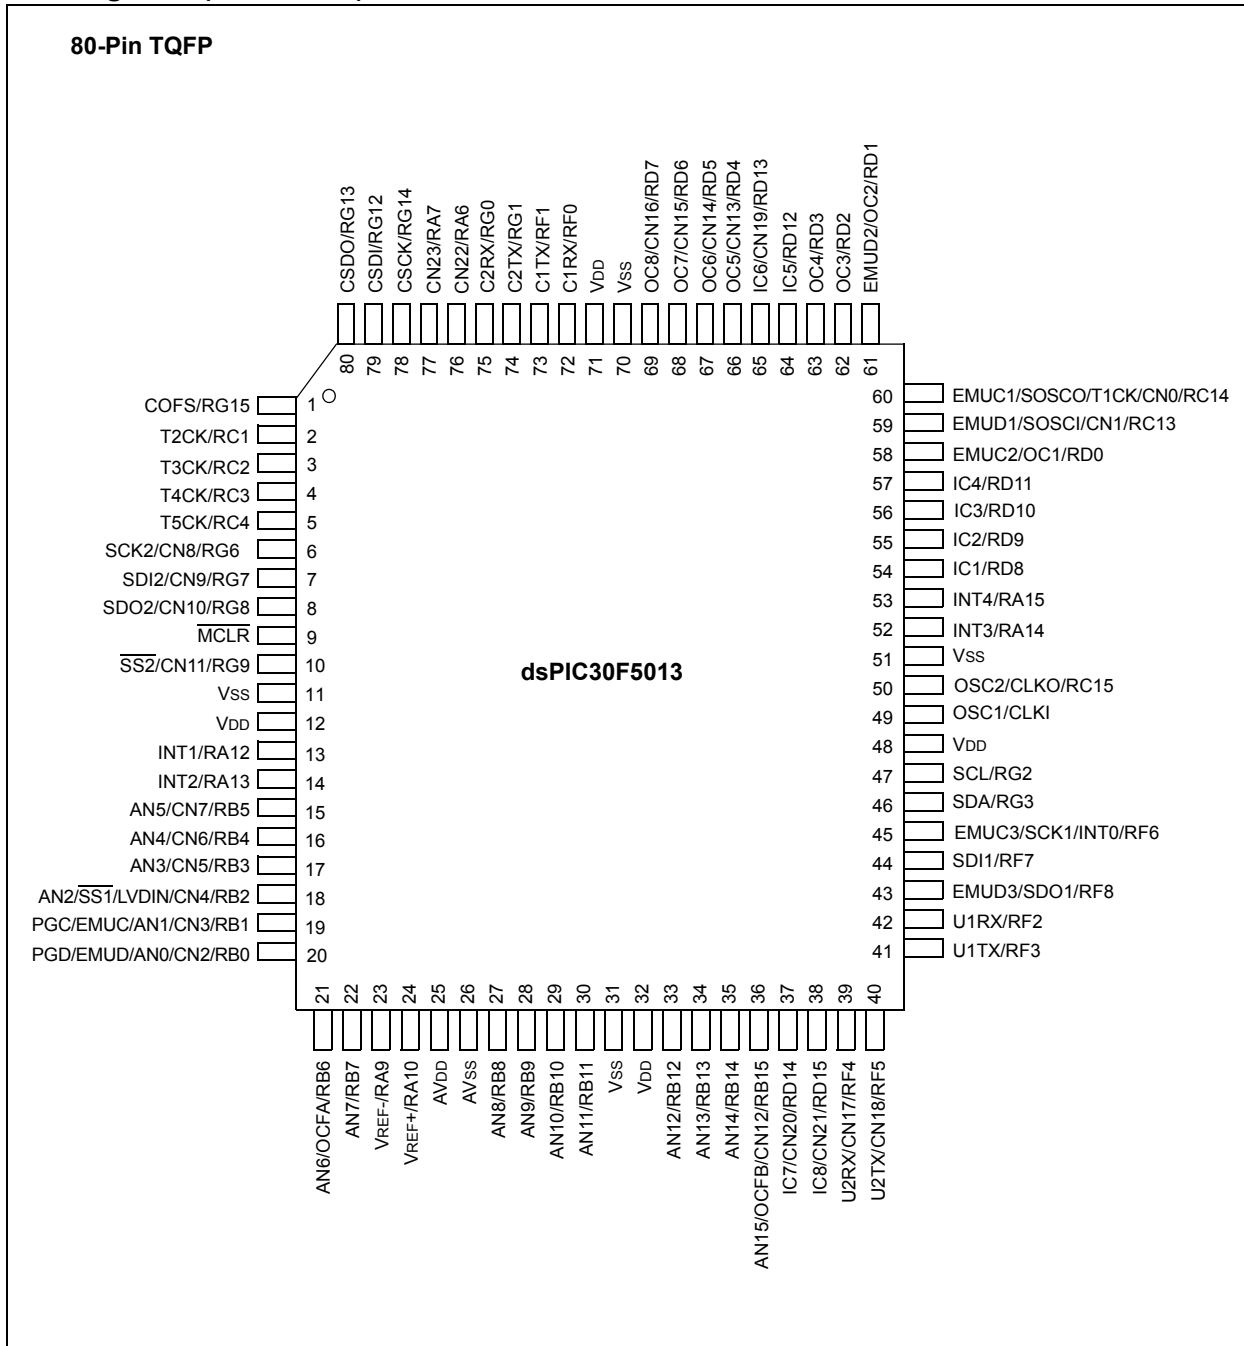 80-Pin TQFP
CSDO/RG13
CSDI/RG12
CSCK/RG14
CN23/RA7
CN22/RA6
C2RX/RG0
C2TX/RG1
C1TX/RF1
C1RX/RF0
VDD
VSS
OC8/CN16/RD7
OC7/CN15/RD6
OC6/CN14/RD5
OC5/CN13/RD4
IC6/CN19/RD13
IC5/RD12
OC4/RD3
OC3/RD2
EMUD2/OC2/RD1
80
79
78
77
76
75
74
73
72
71
70
69
68
67
66
65
64
63
62
61
COFS/RG15 1
T2CK/RC1 2
T3CK/RC2 3
T4CK/RC3 4
T5CK/RC4 5
SCK2/CN8/RG6 6
SDI2/CN9/RG7 7
SDO2/CN10/RG8 8
MCLR 9
SS2/CN11/RG9 10
VSS 11
VDD 12
INT1/RA12 13
INT2/RA13 14
AN5/CN7/RB5 15
AN4/CN6/RB4 16
AN3/CN5/RB3 17
AN2/SS1/LVDIN/CN4/RB2 18
PGC/EMUC/AN1/CN3/RB1 19
PGD/EMUD/AN0/CN2/RB0 20
dsPIC30F5013
60 EMUC1/SOSCO/T1CK/CN0/RC14
59 EMUD1/SOSCI/CN1/RC13
58 EMUC2/OC1/RD0
57 IC4/RD11
56 IC3/RD10
55 IC2/RD9
54 IC1/RD8
53 INT4/RA15
52 INT3/RA14
51 VSS
50 OSC2/CLKO/RC15
49 OSC1/CLKI
48 VDD
47 SCL/RG2
46 SDA/RG3
45 EMUC3/SCK1/INT0/RF6
44 SDI1/RF7
43 EMUD3/SDO1/RF8
42 U1RX/RF2
41 U1TX/RF3
21
22
23
24
25
26
27
28
29
30
31
32
33
34
35
36
37
38
39
40
AN6/OCFA/RB6
AN7/RB7
VREF-/RA9
VREF+/RA10
AVDD
AVSS
AN8/RB8
AN9/RB9
AN10/RB10
AN11/RB11
VSS
VDD
AN12/RB12
AN13/RB13
AN14/RB14
AN15/OCFB/CN12/RB15
IC7/CN20/RD14
IC8/CN21/RD15
U2RX/CN17/RF4
U2TX/CN18/RF5